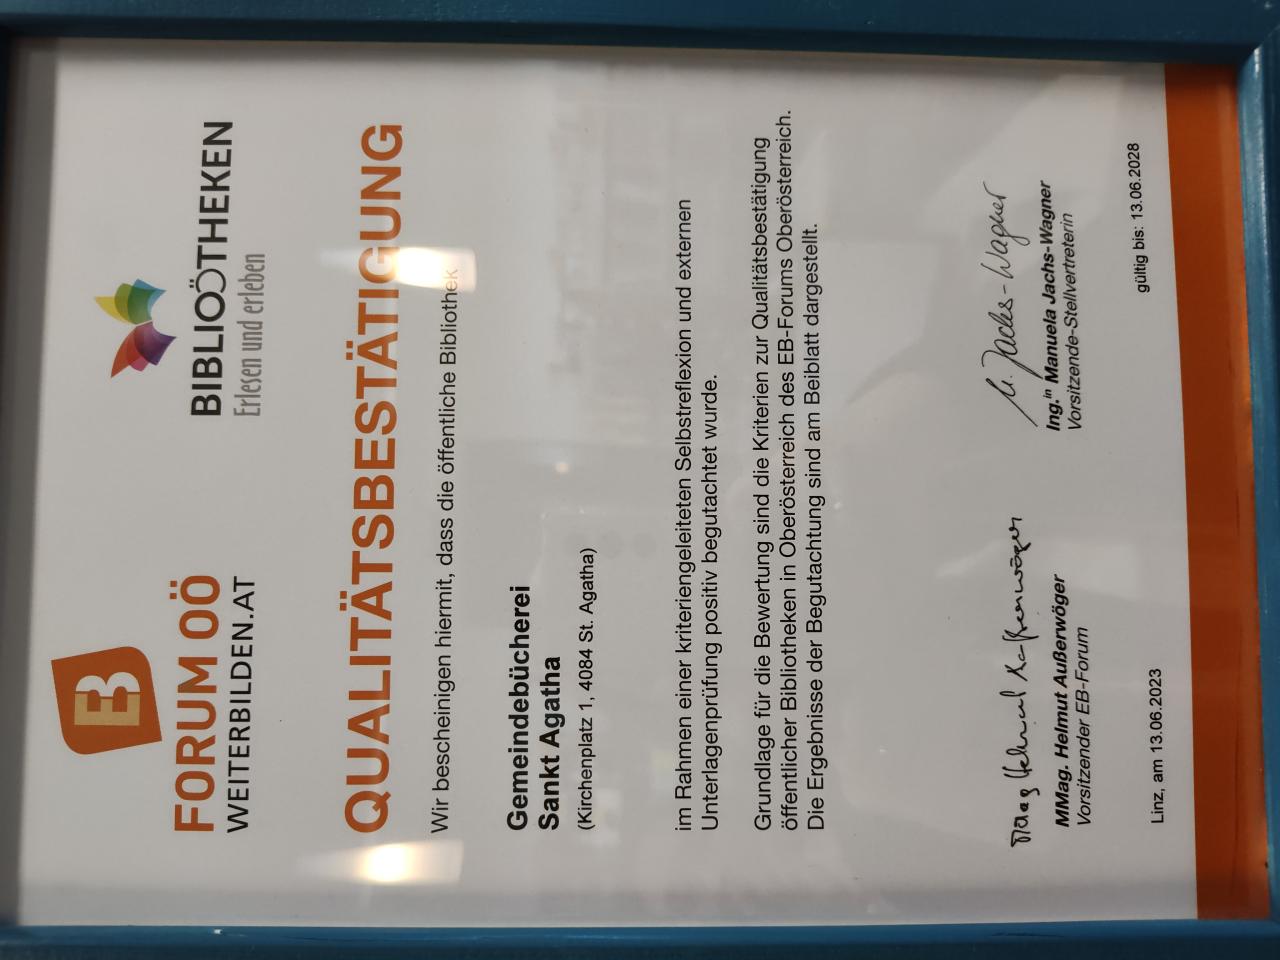 EB
FORUM OÖ
WEITERBILDEN.AT
BIBLIOÖTHEKEN
Erlesen und erleben
QUALITÄTSBESTÄTIGUNG
Wir bescheinigen hiermit, dass die öffentliche Bibliothek
Gemeindebücherei
Sankt Agatha
(Kirchenplatz 1, 4084 St. Agatha)
im Rahmen einer kriteriengeleiteten Selbstreflexion und externen
Unterlagenprüfung positiv begutachtet wurde.
Grundlage für die Bewertung sind die Kriterien zur Qualitätsbestätigung
öffentlicher Bibliotheken in Oberösterreich des EB-Forums Oberösterreich.
Die Ergebnisse der Begutachtung sind am Beiblatt dargestellt.
MMag. Helmut Außerwöger
Vorsitzender EB-Forum
M. Jachs-Wagner
Ing.in Manuela Jachs-Wagner
Vorsitzende-Stellvertreterin
Linz, am 13.06.2023
gültig bis: 13.06.2028